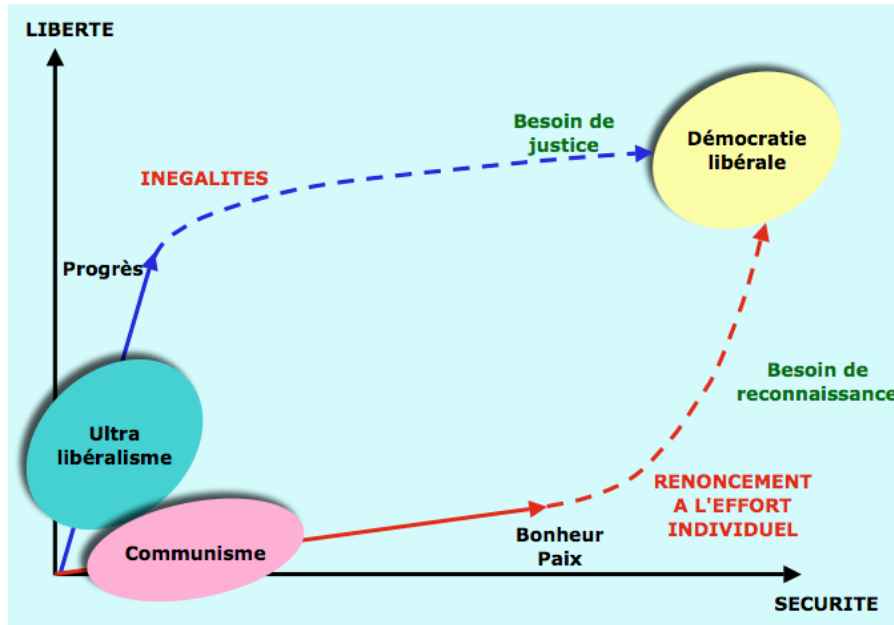 LIBERTE
Besoin de
justice
Démocratie
libérale
INEGALITES
Progrès
Besoin de
reconnaissance
Ultra
libéralisme
RENONCEMENT
A L'EFFORT
INDIVIDUEL
Bonheur
Paix
Communisme
SECURITE